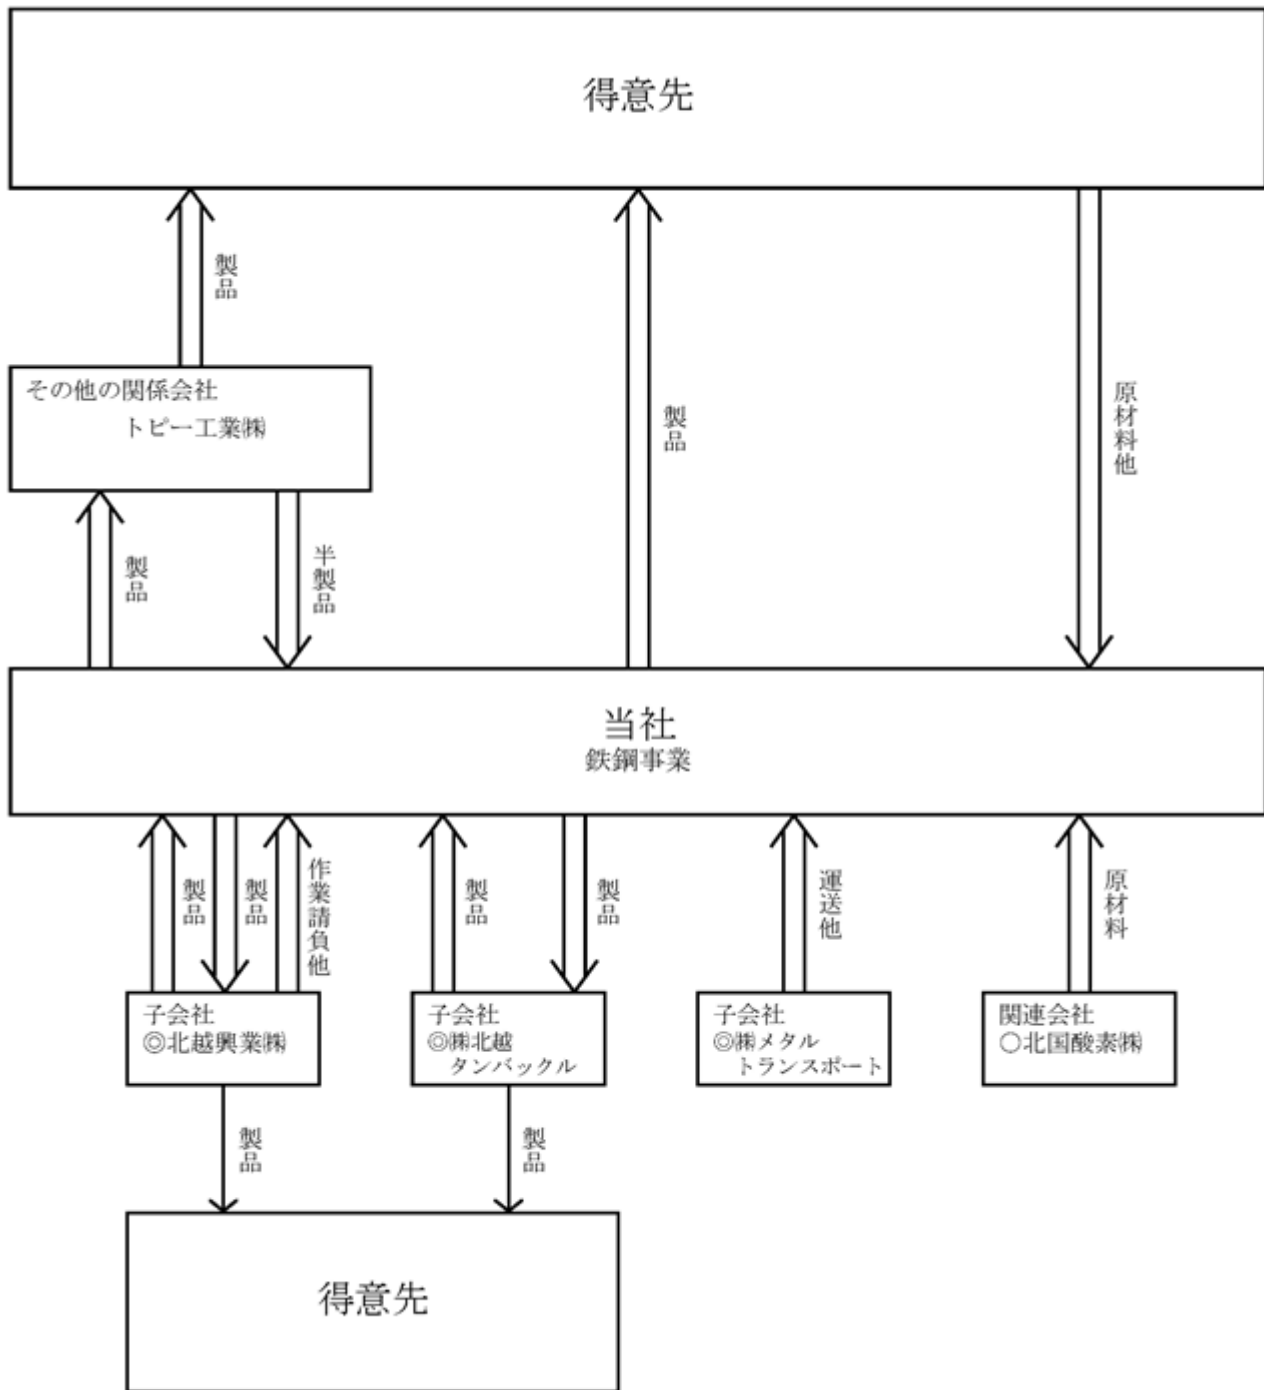 得意先
製品
その他の関係会社
トピー工業㈱
製品
原材料他
製品
半製品
当社
鉄鋼事業
製品
製品
作業請負他
製品
製品
運送他
原材料
子会社
◎北越興業㈱
子会社
◎㈱北越
タンバックル
子会社
◎㈱メタル
トランスポート
関連会社
○北国酸素㈱
製品
製品
得意先